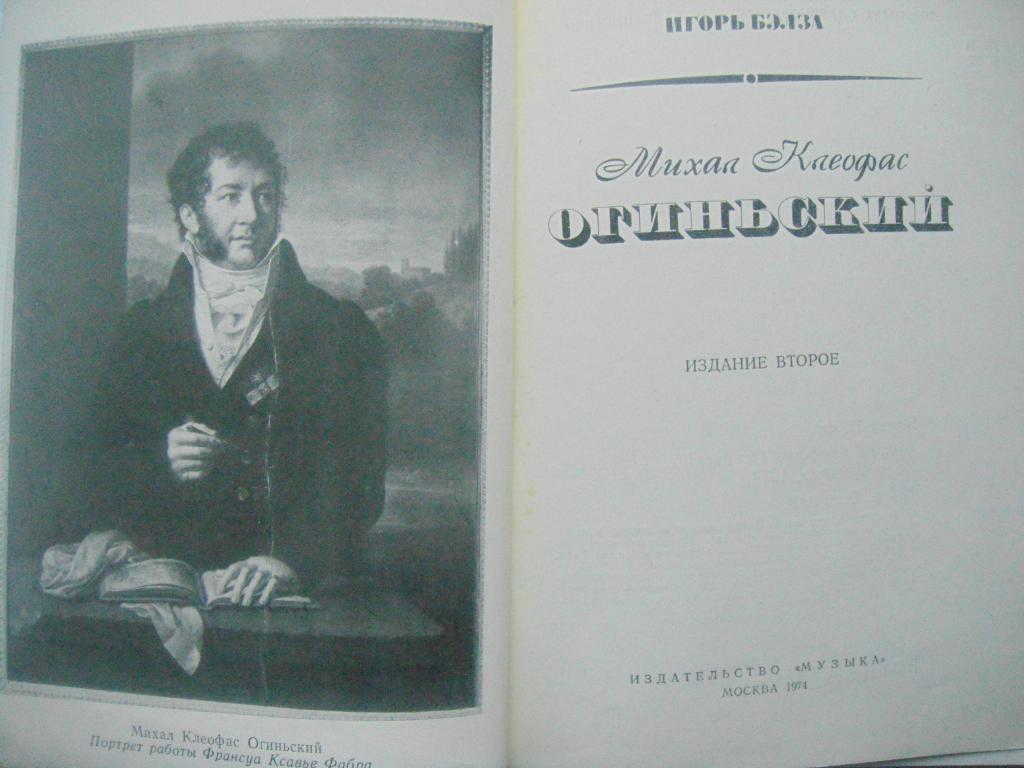 Михал Клеофас Огиньский
Портрет работы Франсуа Ксавье Фабра
ИГОРЬ БЭЛЗА
Михал Клеофас
ОГИНЬСКИЙ
ИЗДАНИЕ ВТОРОЕ
ИЗДАТЕЛЬСТВО «МУЗЫКА»
МОСКВА 1974